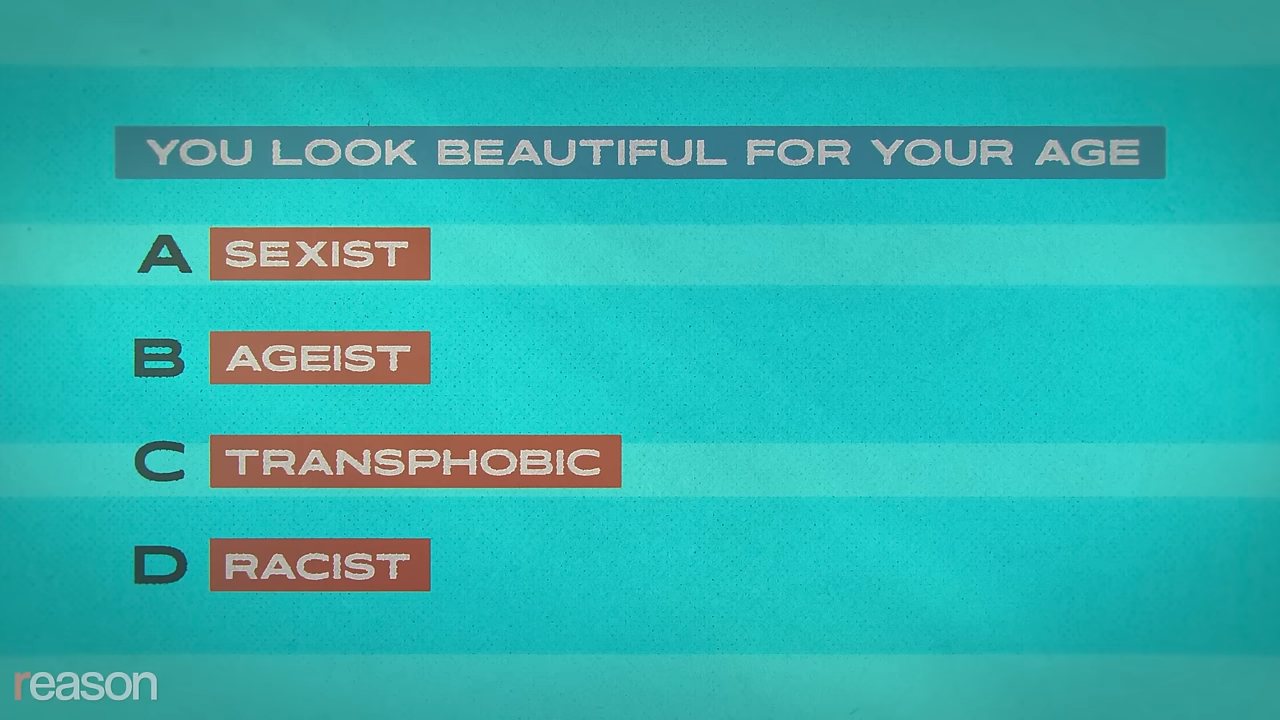 YOU LOOK BEAUTIFUL FOR YOUR AGE
A SEXIST
B AGEIST
C TRANSPHOBIC
D RACIST
reason